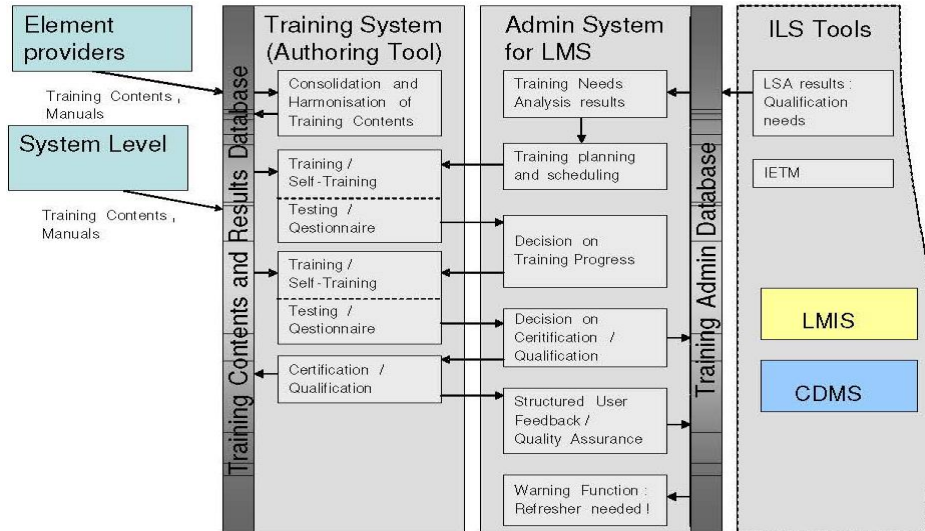 Element
providers
Training Contents,
Manuals
System Level
Training Contents,
Manuals
Training Contents and Results Database
Training System
(Authoring Tool)
Consolidation and
Harmonisation of
Training Contents
Training /
Self-Training
Testing /
Qestionnaire
Training /
Self-Training
Testing /
Qestionnaire
Certification /
Qualification
Admin System
for LMS
Training Needs
Analysis results
Training planning
and scheduling
Decision on
Training Progress
Decision on
Ceritification /
Qualification
Structured User
Feedback /
Quality Assurance
Warning Function :
Refresher needed !
Training Admin Database
ILS Tools
LSA results :
Qualification
needs
IETM
LMIS
CDMS